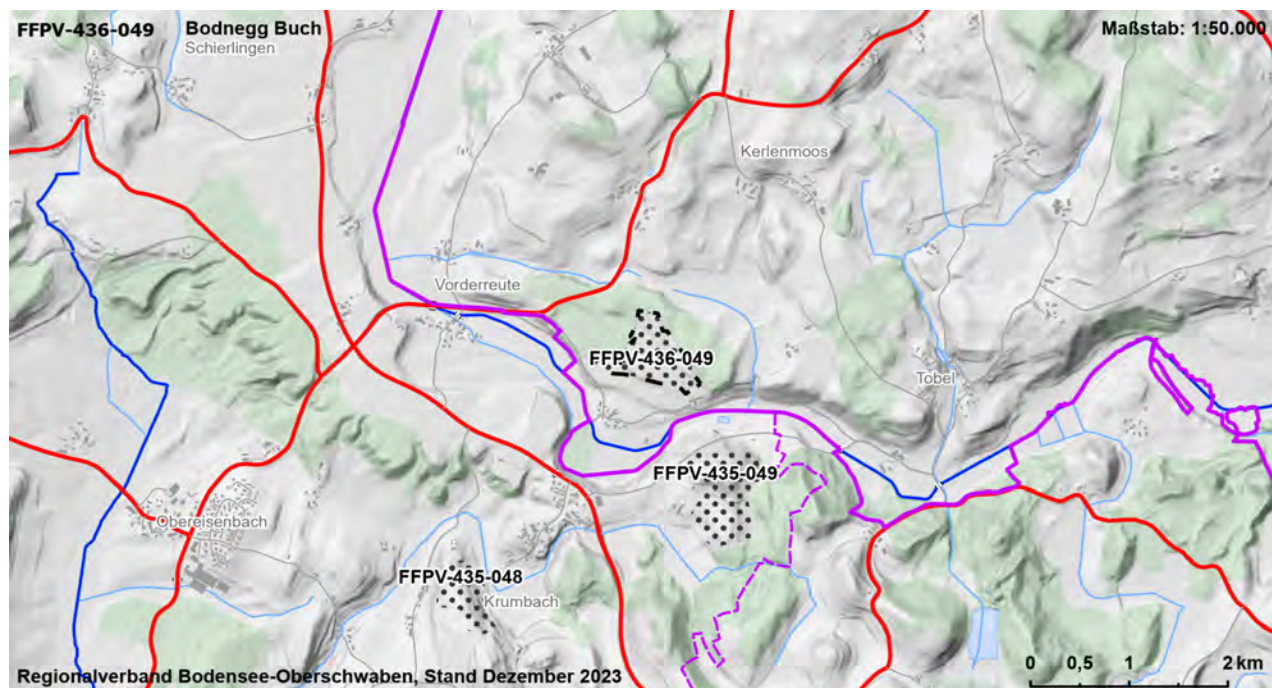 FFPV-436-049 Bodnegg Buch Maßstab: 1:50.000
Schierlingen
Kerlenmoos
Vorderreute
FFPV-436-049
Tobel
FFPV-435-049
Obereisenbach
FFPV-435-048
Krumbach
0 0,5 1 2 km
Regionalverband Bodensee-Oberschwaben, Stand Dezember 2023